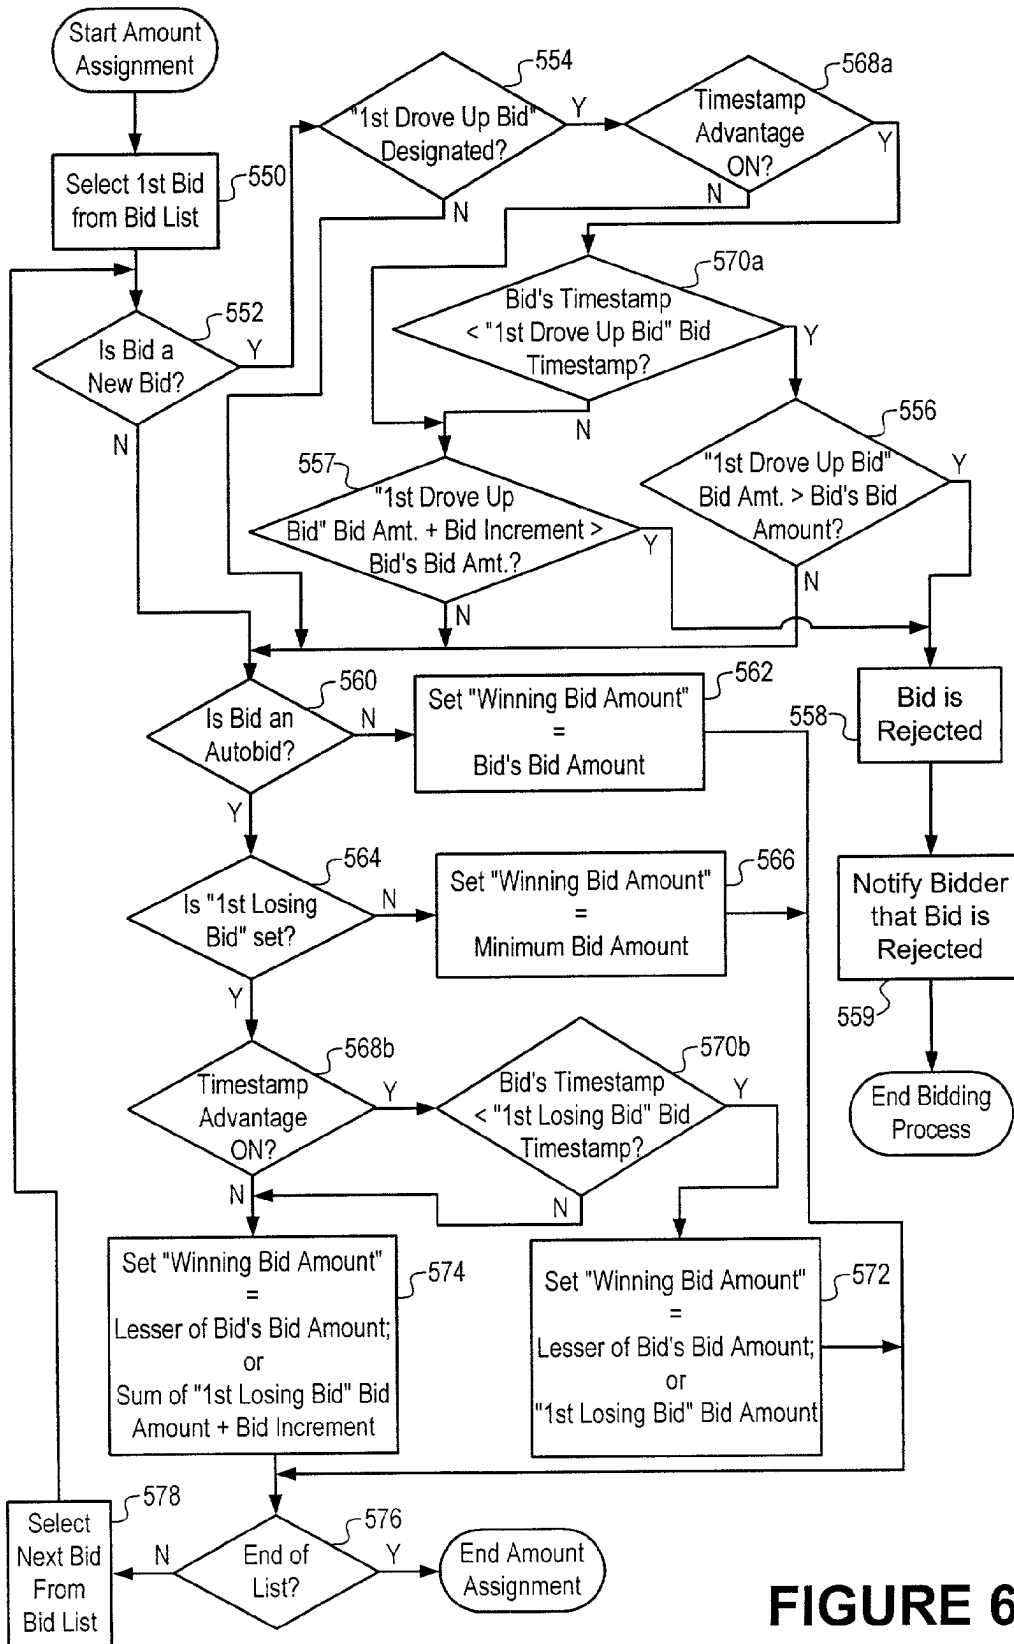 Start Amount
Assignment
550
Select 1st Bid
from Bid List
552
Is Bid a
New Bid?
Y
N
554
"1st Drove Up Bid"
Designated?
Y
N
568a
Timestamp
Advantage
ON?
Y
N
570a
Bid's Timestamp
< "1st Drove Up Bid" Bid
Timestamp?
Y
N
556
"1st Drove Up Bid"
Bid Amt. > Bid's Bid
Amount?
Y
N
557
"1st Drove Up
Bid" Bid Amt. + Bid Increment >
Bid's Bid Amt.?
Y
N
560
Is Bid an
Autobid?
N
Y
562
Set "Winning Bid Amount"
=
Bid's Bid Amount
558
Bid is
Rejected
564
Is "1st Losing
Bid" set?
N
Y
566
Set "Winning Bid Amount"
=
Minimum Bid Amount
Notify Bidder
that Bid is
Rejected
559
End Bidding
Process
568b
Timestamp
Advantage
ON?
Y
N
570b
Bid's Timestamp
< "1st Losing Bid" Bid
Timestamp?
Y
N
574
Set "Winning Bid Amount"
=
Lesser of Bid's Bid Amount;
or
Sum of "1st Losing Bid" Bid
Amount + Bid Increment
572
Set "Winning Bid Amount"
=
Lesser of Bid's Bid Amount;
or
"1st Losing Bid" Bid Amount
578
Select
Next Bid
From
Bid List
576
End of
List?
N
Y
End Amount
Assignment
FIGURE 6